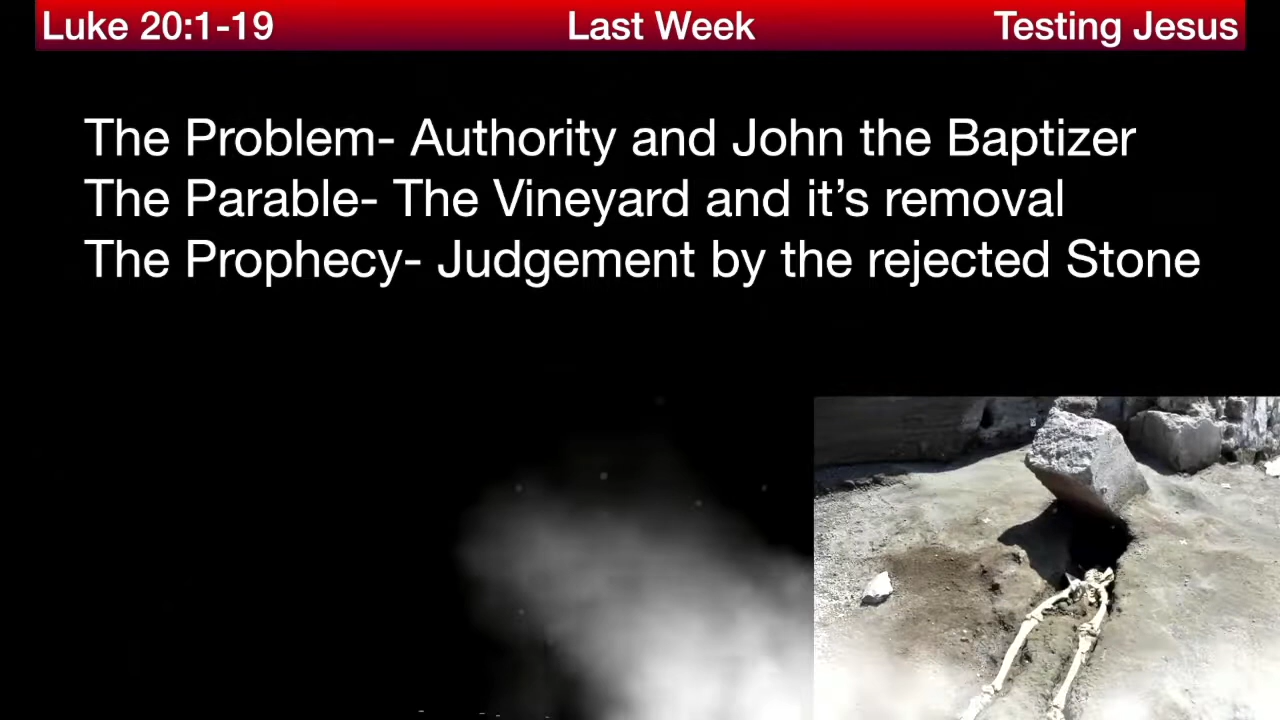 Luke 20:1-19 Last Week Testing Jesus
The Problem- Authority and John the Baptizer
The Parable- The Vineyard and it’s removal
The Prophecy- Judgement by the rejected Stone